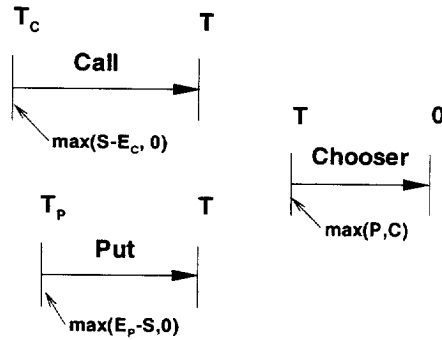 T_C T
Call
max(S-E_C, 0)
T 0
Chooser
max(P,C)
T_P T
Put
max(E_P-S,0)